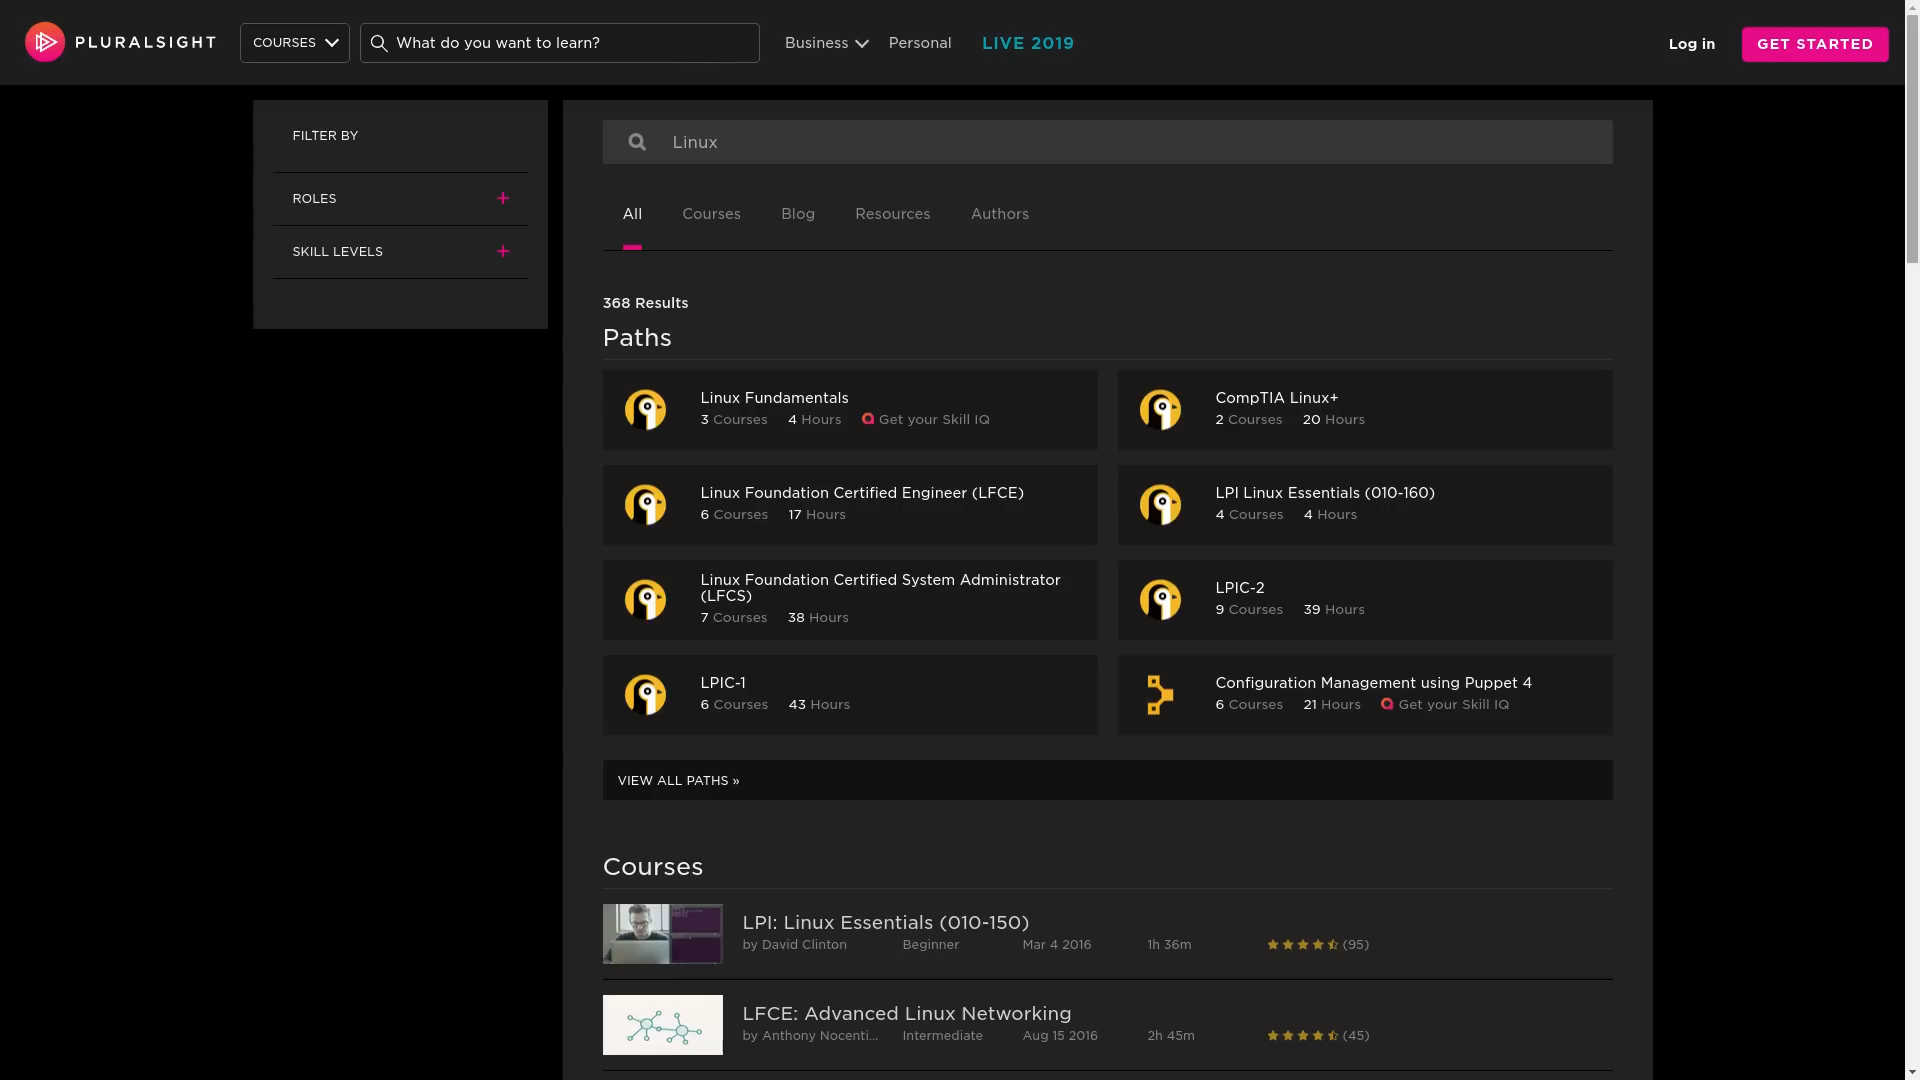 PLURALSIGHT
COURSES
What do you want to learn?
Business
Personal
LIVE 2019
Log in
GET STARTED
FILTER BY
ROLES
SKILL LEVELS
Linux
All
Courses
Blog
Resources
Authors
368 Results
Paths
Linux Fundamentals
3 Courses 4 Hours Get your Skill IQ
CompTIA Linux+
2 Courses 20 Hours
Linux Foundation Certified Engineer (LFCE)
6 Courses 17 Hours
LPI Linux Essentials (010-160)
4 Courses 4 Hours
Linux Foundation Certified System Administrator
(LFCS)
7 Courses 38 Hours
LPIC-2
9 Courses 39 Hours
LPIC-1
6 Courses 43 Hours
Configuration Management using Puppet 4
6 Courses 21 Hours Get your Skill IQ
VIEW ALL PATHS »
Courses
LPI: Linux Essentials (010-150)
by David Clinton Beginner Mar 4 2016 1h 36m (95)
LFCE: Advanced Linux Networking
by Anthony Nocenti... Intermediate Aug 15 2016 2h 45m (45)